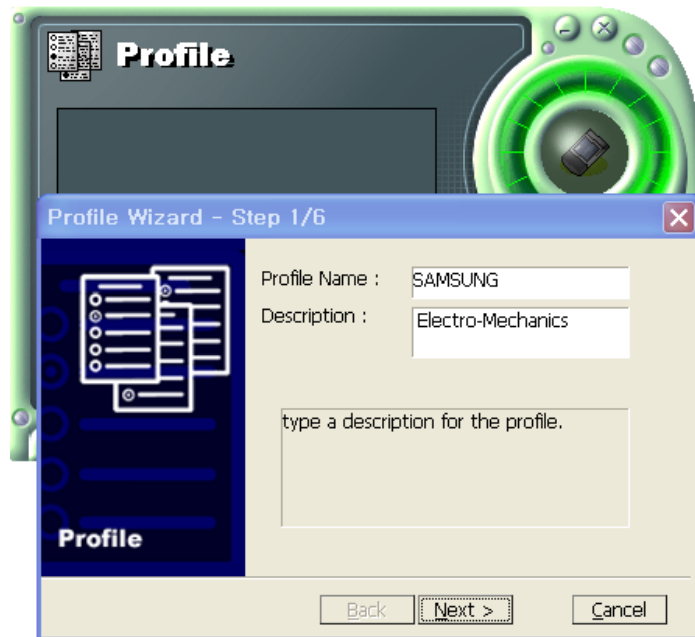 Profile
Profile Wizard - Step 1/6
Profile Name :
SAMSUNG
Description :
Electro-Mechanics
type a description for the profile.
Profile
Back
Next >
Cancel